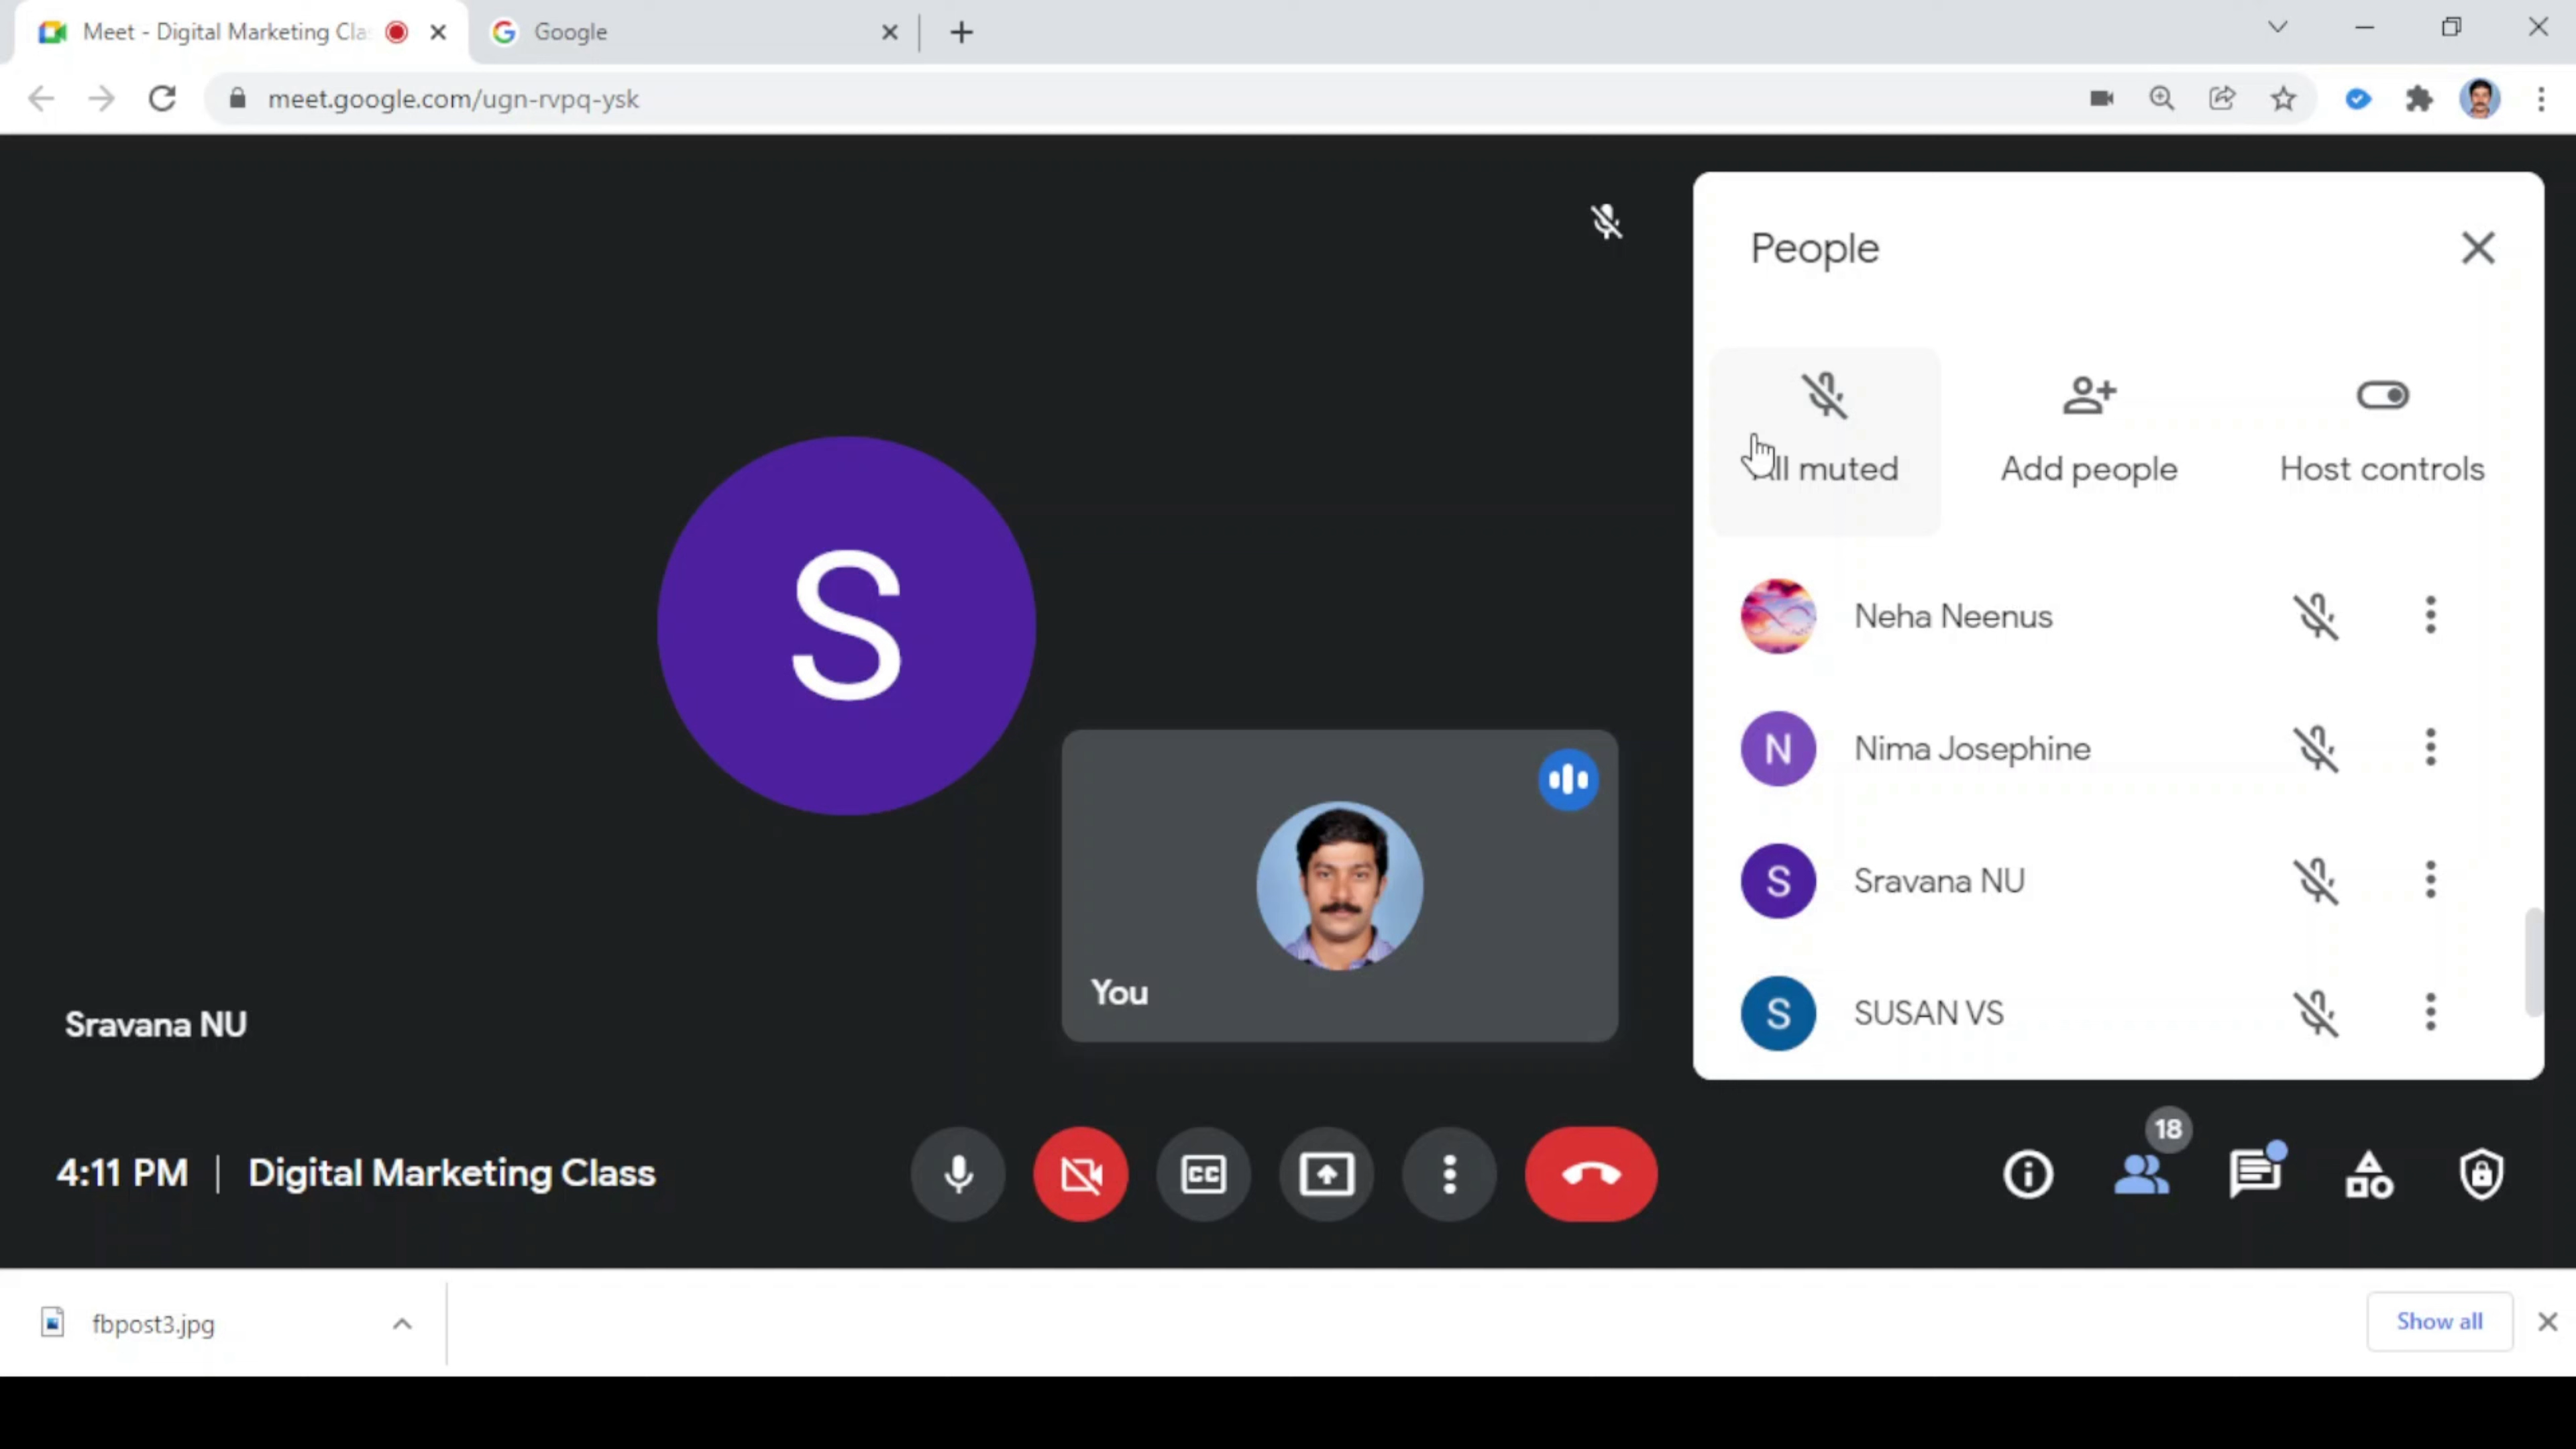 Meet - Digital Marketing Cla
Google
meet.google.com/ugn-rvpq-ysk
People
muted
Add people
Host controls
Neha Neenus
N
Nima Josephine
S
Sravana NU
S
SUSAN VS
S
You
Sravana NU
4:11 PM | Digital Marketing Class
CC
18
fbpost3.jpg
Show all